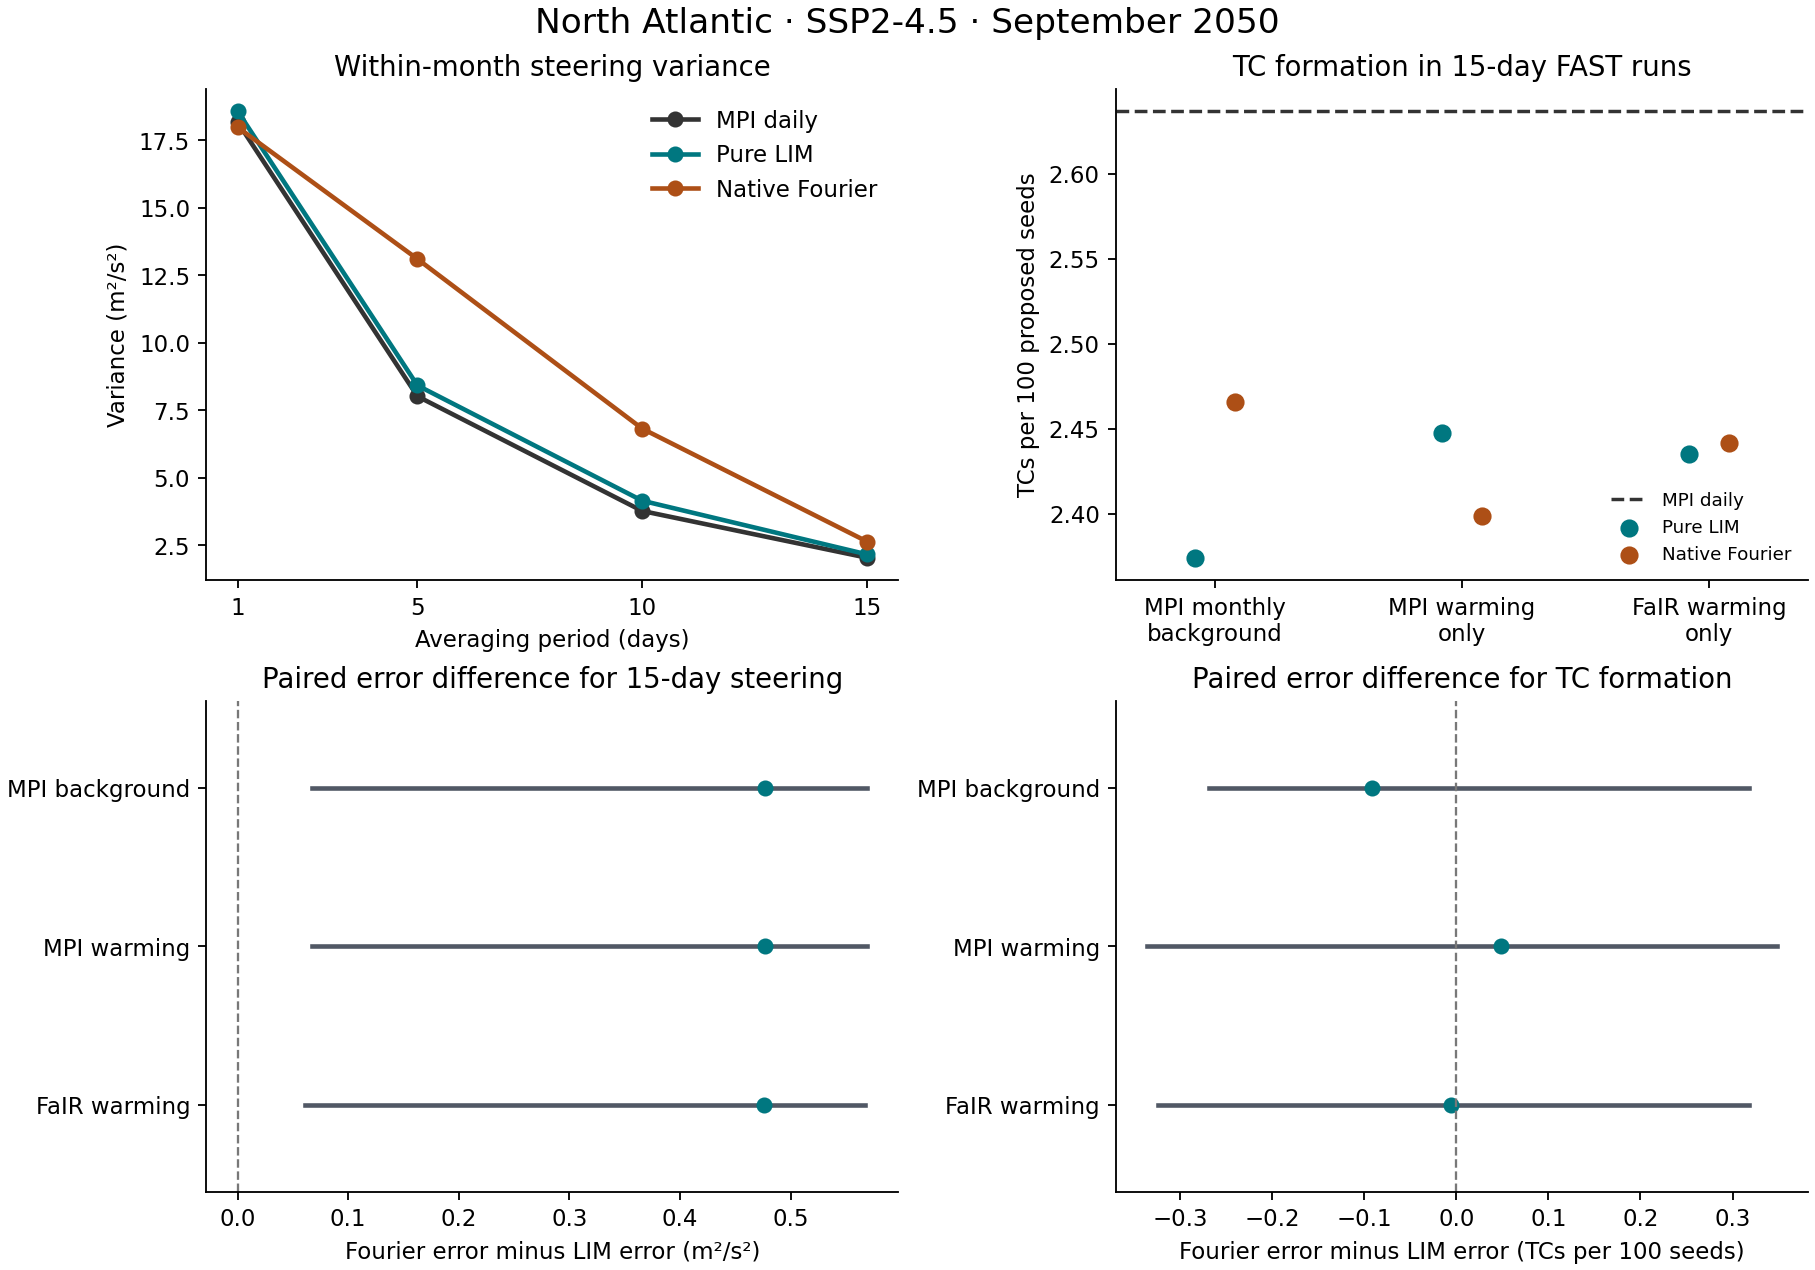 North Atlantic · SSP2-4.5 · September 2050
Within-month steering variance
Variance (m²/s²)
17.5
15.0
12.5
10.0
7.5
5.0
2.5
MPI daily
Pure LIM
Native Fourier
1 5 10 15
Averaging period (days)
TC formation in 15-day FAST runs
TCs per 100 proposed seeds
2.60
2.55
2.50
2.45
2.40
MPI daily
Pure LIM
Native Fourier
MPI monthly
background
MPI warming
only
FaIR warming
only
Paired error difference for 15-day steering
MPI background
MPI warming
FaIR warming
0.0 0.1 0.2 0.3 0.4 0.5
Fourier error minus LIM error (m²/s²)
Paired error difference for TC formation
MPI background
MPI warming
FaIR warming
−0.3 −0.2 −0.1 0.0 0.1 0.2 0.3
Fourier error minus LIM error (TCs per 100 seeds)